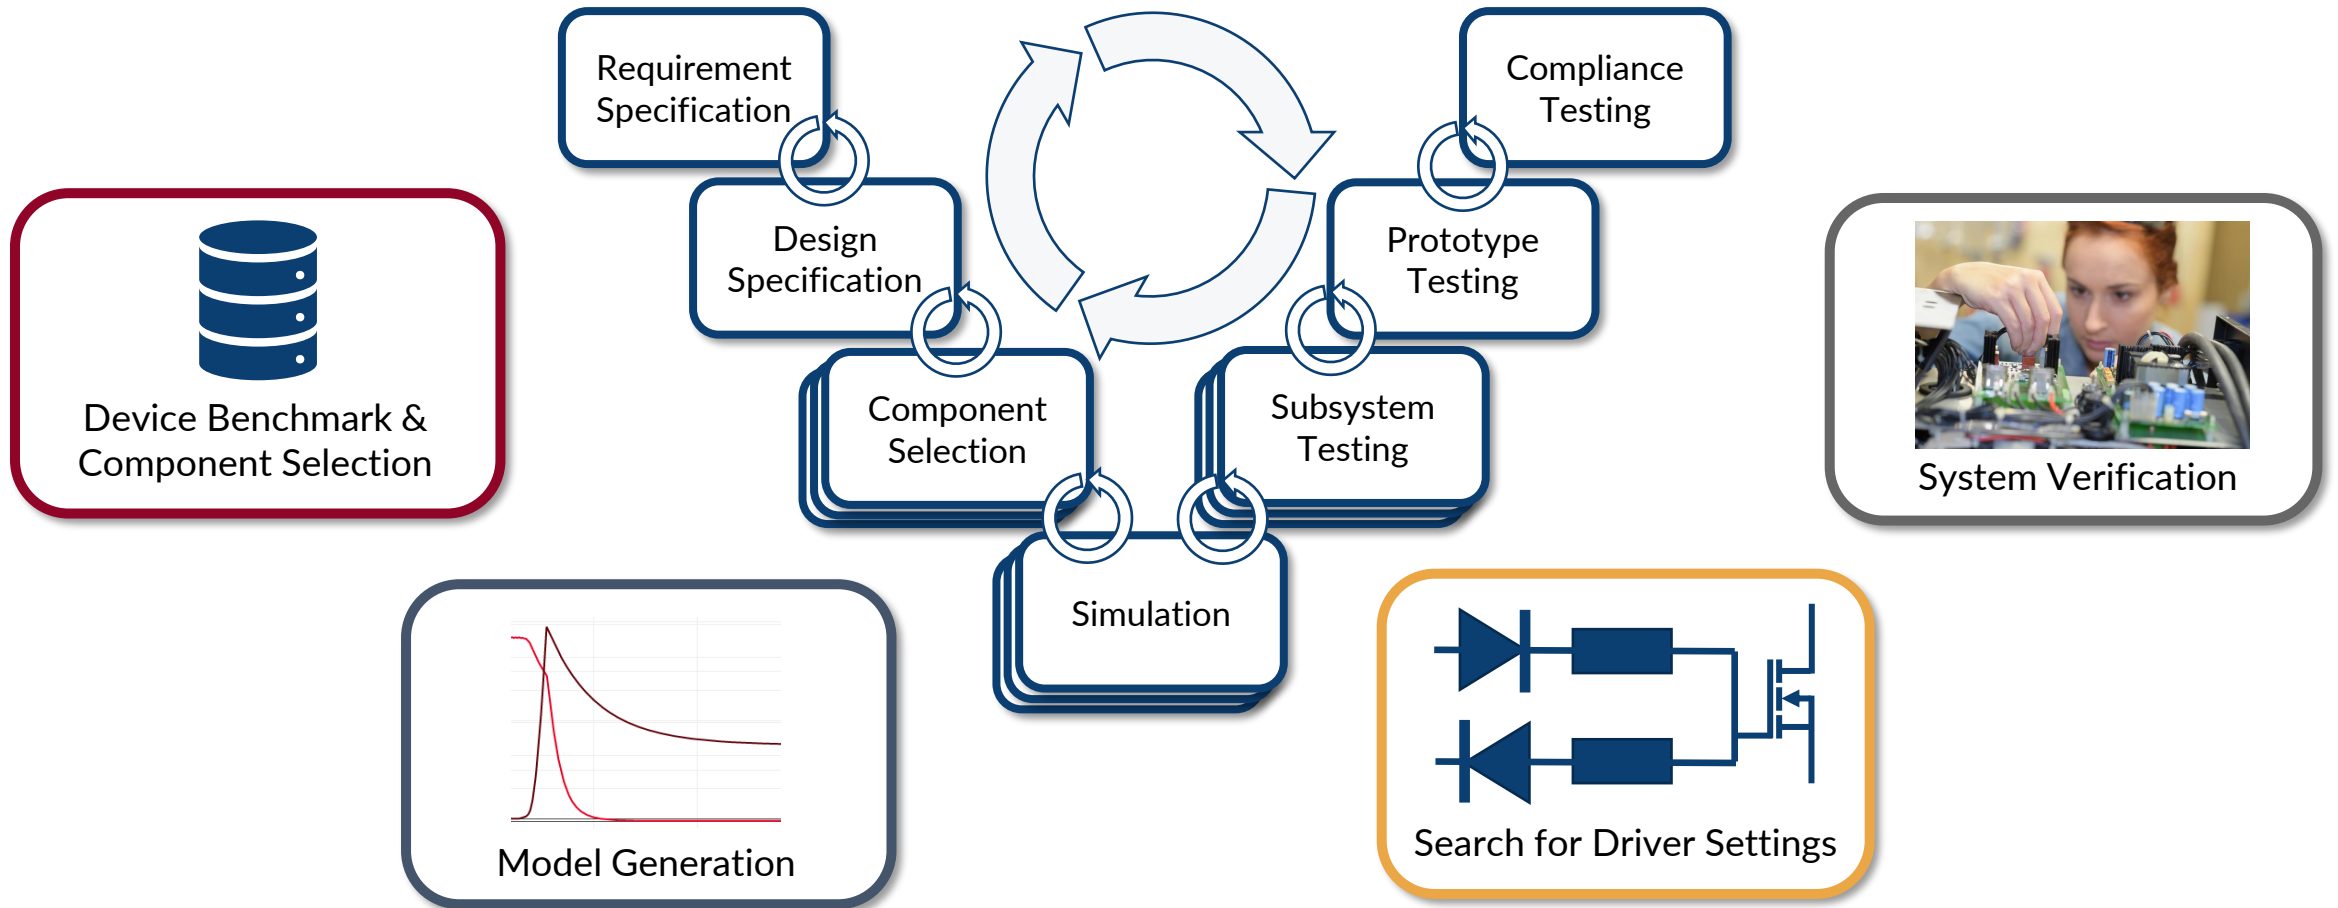 Requirement
Specification
Compliance
Testing
Design
Specification
Prototype
Testing
Device Benchmark &
Component Selection
Component
Selection
Subsystem
Testing
System Verification
Simulation
Model Generation
Search for Driver Settings